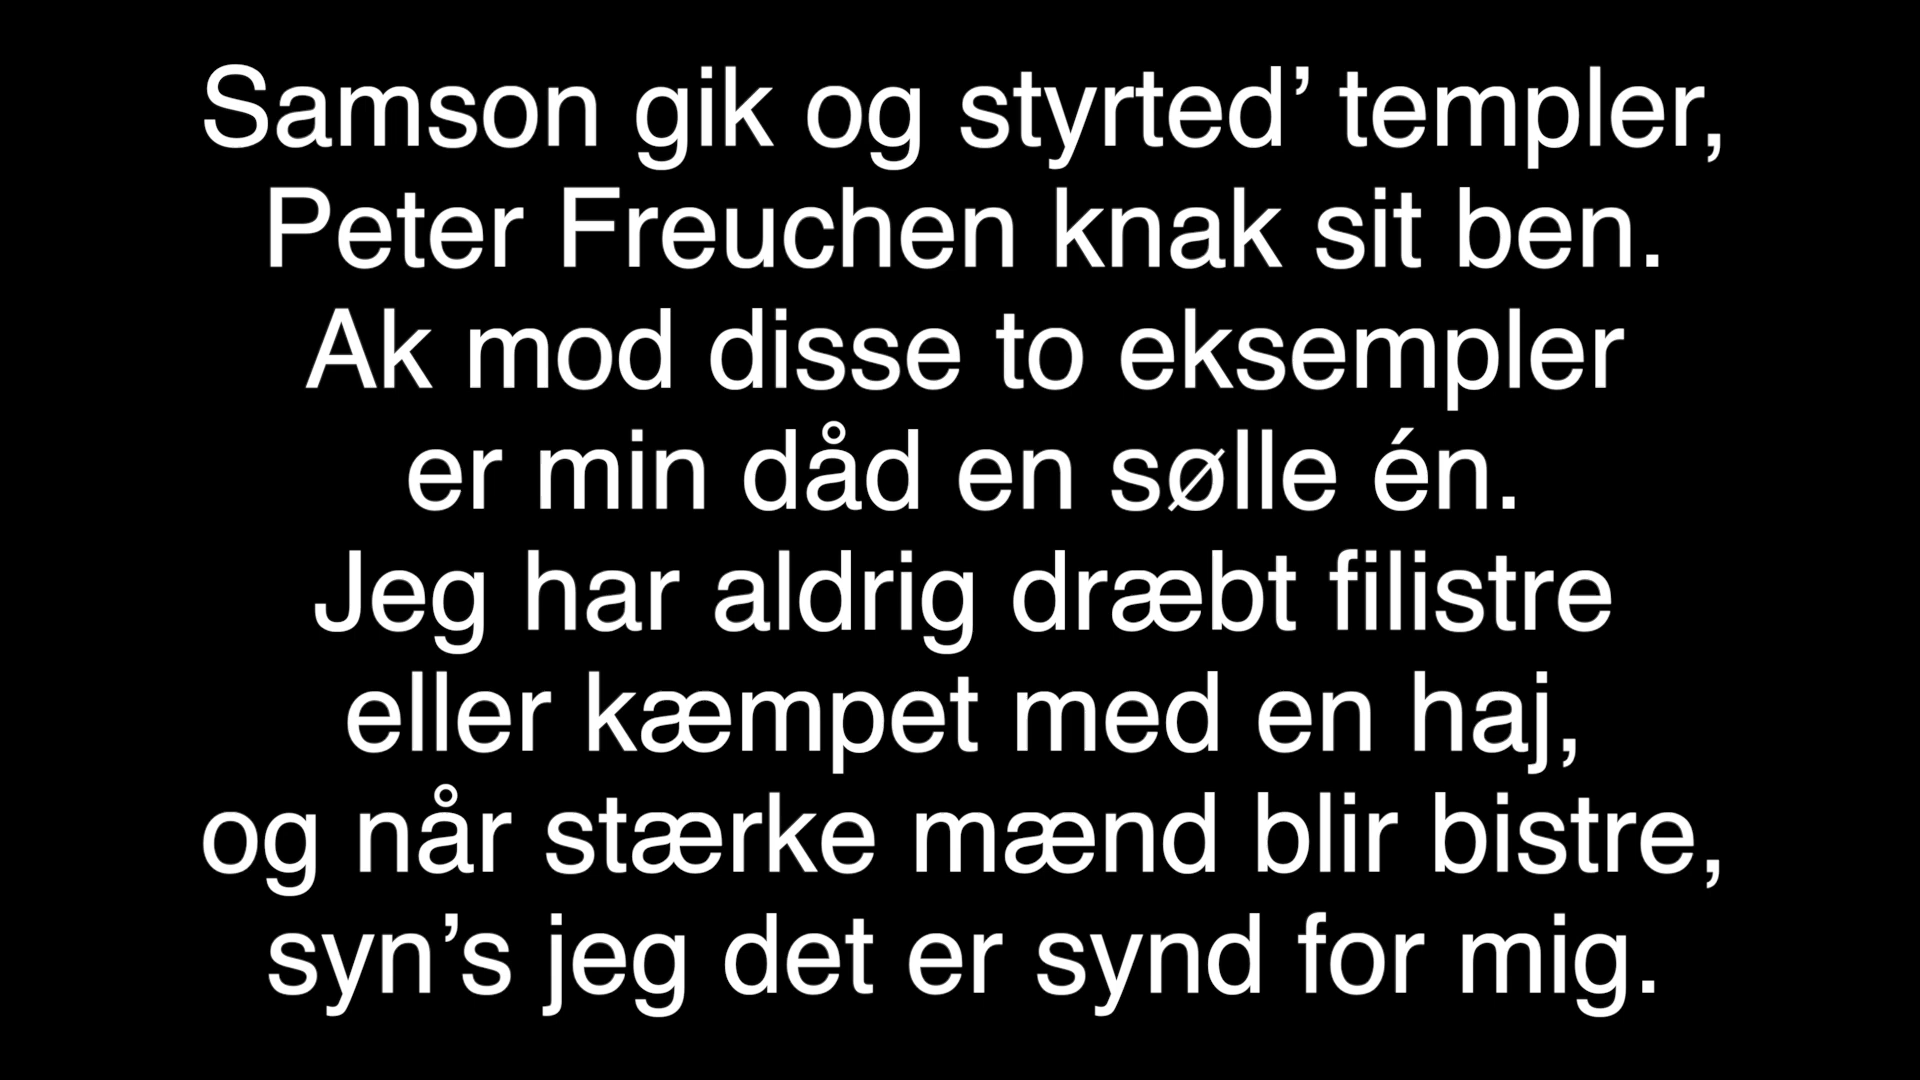 Samson gik og styrted’ templer,
Peter Freuchen knak sit ben.
Ak mod disse to eksempler
er min dåd en sølle én.
Jeg har aldrig dræbt filistre
eller kæmpet med en haj,
og når stærke mænd blir bistre,
syn’s jeg det er synd for mig.